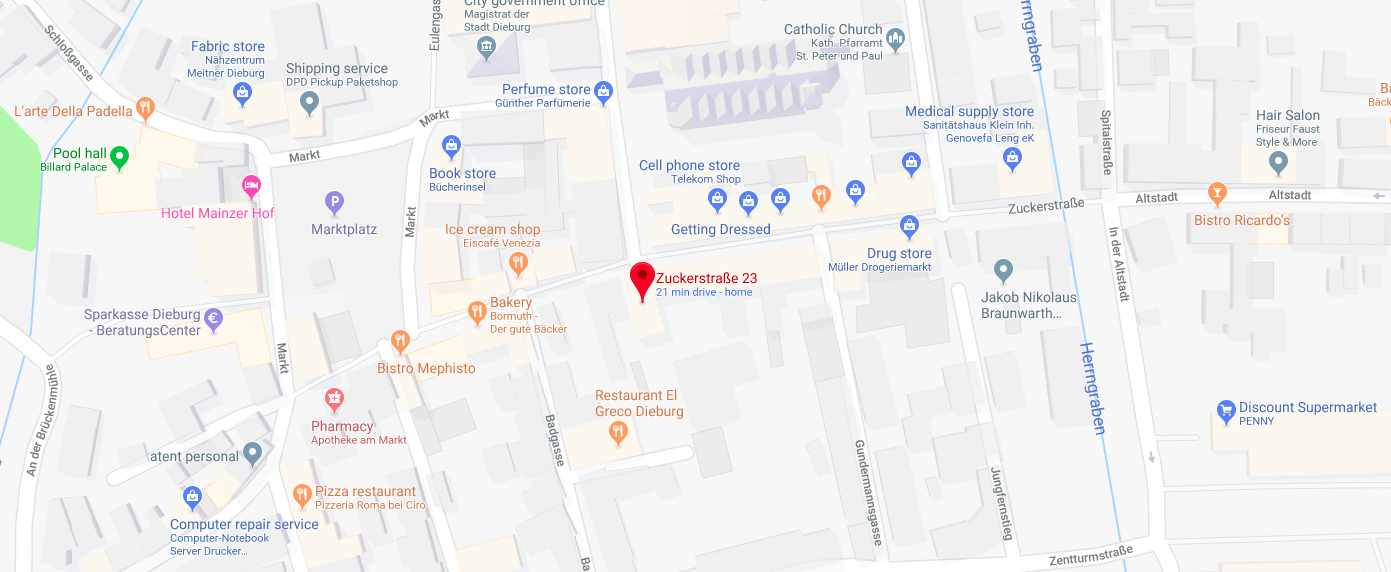 City government office
Magistrat der
Stadt Dieburg
Schloßgasse
Eulengas
Fabric store
Nähzentrum
Meitner Dieburg
Shipping service
DPD Pickup Paketshop
L'arte Della Padella
Perfume store
Günther Parfümerie
Catholic Church
Kath. Pfarramt
St. Peter und Paul
Herrngraben
Medical supply store
Sanitätshaus Klein Inh.
Genovefa Leng eK
Spitalstraße
Hair Salon
Friseur Faust
Style & More
Ba
Bäck
Markt
Markt
Pool hall
Billard Palace
Book store
Bücherinsel
Cell phone store
Telekom Shop
Hotel Mainzer Hof
P
Marktplatz
Markt
Ice cream shop
Eiscafé Venezia
Getting Dressed
Zuckerstraße
Altstadt
Altstadt
Bistro Ricardo's
Drug store
Müller Drogeriemarkt
In der Altstadt
Zuckerstraße 23
21 min drive - home
Jakob Nikolaus
Braunwarth...
Sparkasse Dieburg
- BeratungsCenter
€
Bakery
Bormuth -
Der gute Bäcker
Markt
Bistro Mephisto
An der Brückenmühle
Herrngraben
Restaurant El
Greco Dieburg
Pharmacy
Apotheke am Markt
Badgasse
Discount Supermarket
PENNY
Gundermannsgasse
Jungfernstieg
atent personal
Pizza restaurant
Pizzeria Roma bei Ciro
Computer repair service
Computer-Notebook
Server Drucker...
Bad
Zentturmstraße